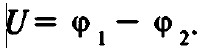 U = φ₁ − φ₂.